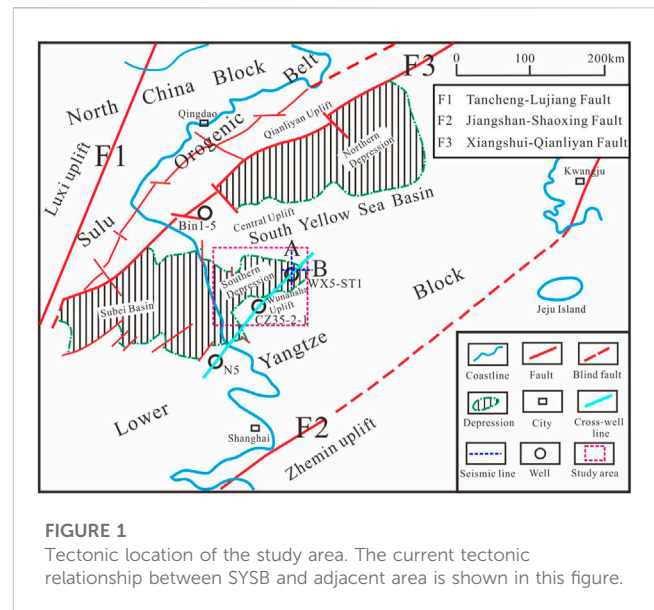 North China Block
Belt
F3
0 100 200km
F1 Tancheng-Lujiang Fault
F2 Jiangshan-Shaoxing Fault
F3 Xiangshui-Qianliyan Fault
Qingdao
Orogenic
Qianliyan Uplift
Northern
Depression
F1
Luxi uplift
Sulu
Kwangju
Bin1-5
Central Uplift
South Yellow Sea Basin
A
B
WX5-ST1
Southern
Depression
Wunansha
Uplift
CZ35-2-1
Subei Basin
Block
Jeju Island
N5
Yangtze
Lower
Shanghai
F2
Zhemin uplift
Coastline Fault Blind fault
Depression City Cross-well
line
Seismic line Well Study area
FIGURE 1
Tectonic location of the study area. The current tectonic
relationship between SYSB and adjacent area is shown in this figure.